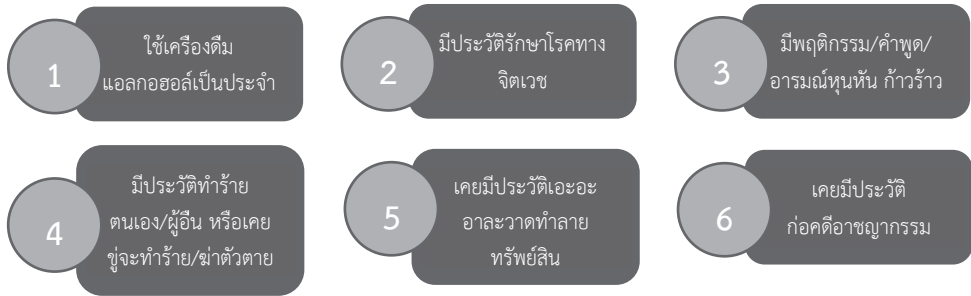 1
ใช้เครื่องดื่ม
แอลกอฮอล์เป็นประจำ
2
มีประวัติรักษาโรคทาง
จิตเวช
3
มีพฤติกรรม/คำพูด/
อารมณ์หุนหัน ก้าวร้าว
4
มีประวัติทำร้าย
ตนเอง/ผู้อื่น หรือเคย
ขู่จะทำร้าย/ฆ่าตัวตาย
5
เคยมีประวัติเอะอะ
อาละวาดทำลาย
ทรัพย์สิน
6
เคยมีประวัติ
ก่อคดีอาชญากรรม